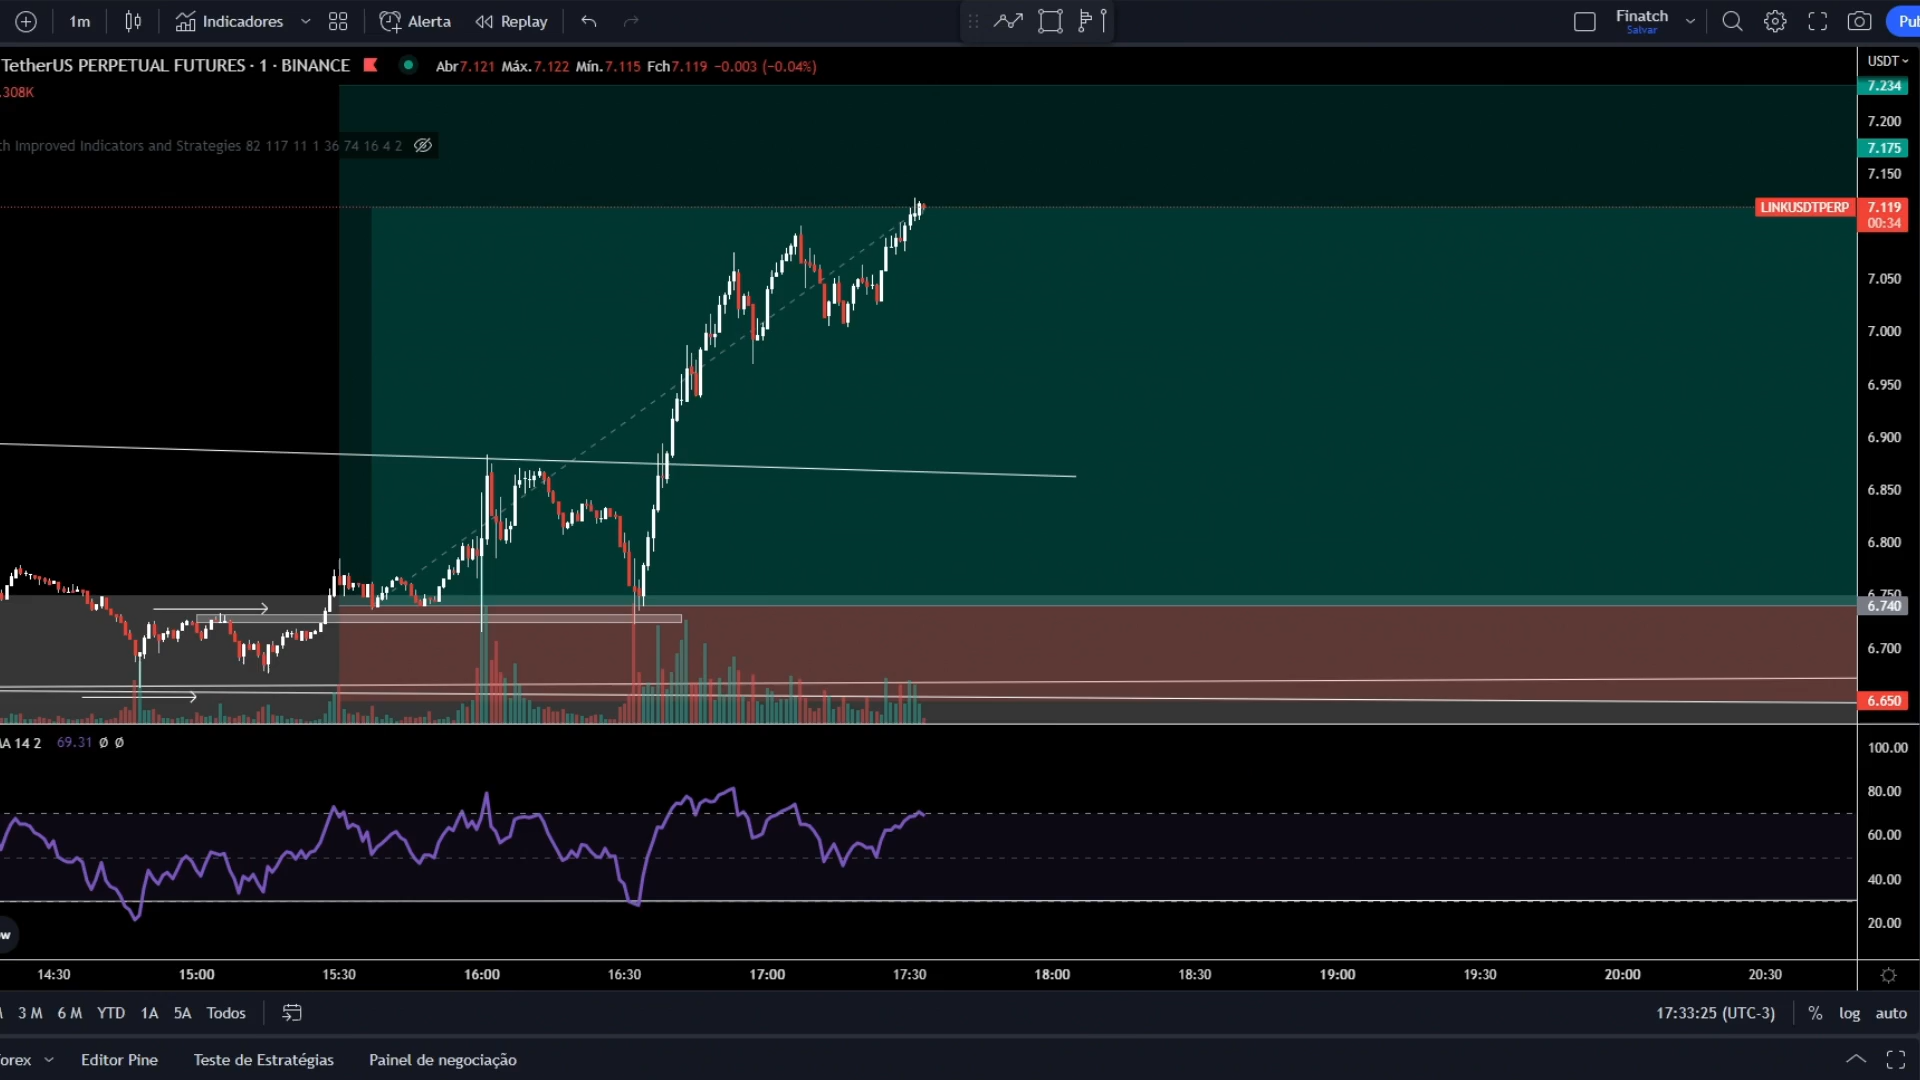 1m Indicadores Alerta Replay Finatch
Salvar
Pub
TetherUS PERPETUAL FUTURES · 1 · BINANCE Abr7.121 Máx.7.122 Mín.7.115 Fch7.119 −0.003 (−0.04%)
USDT
.308K
7.234
7.200
ch Improved Indicators and Strategies 82 117 11 1 36 74 16 4 2
7.175
7.150
LINKUSDTPERP 7.119
00:34
7.050
7.000
6.950
6.900
6.850
6.800
6.750
6.740
6.700
6.650
MA 14 2 69.31 Ø Ø
100.00
80.00
60.00
40.00
20.00
14:30 15:00 15:30 16:00 16:30 17:00 17:30 18:00 18:30 19:00 19:30 20:00 20:30
3 M 6 M YTD 1A 5A Todos 17:33:25 (UTC-3) % log auto
orex Editor Pine Teste de Estratégias Painel de negociação